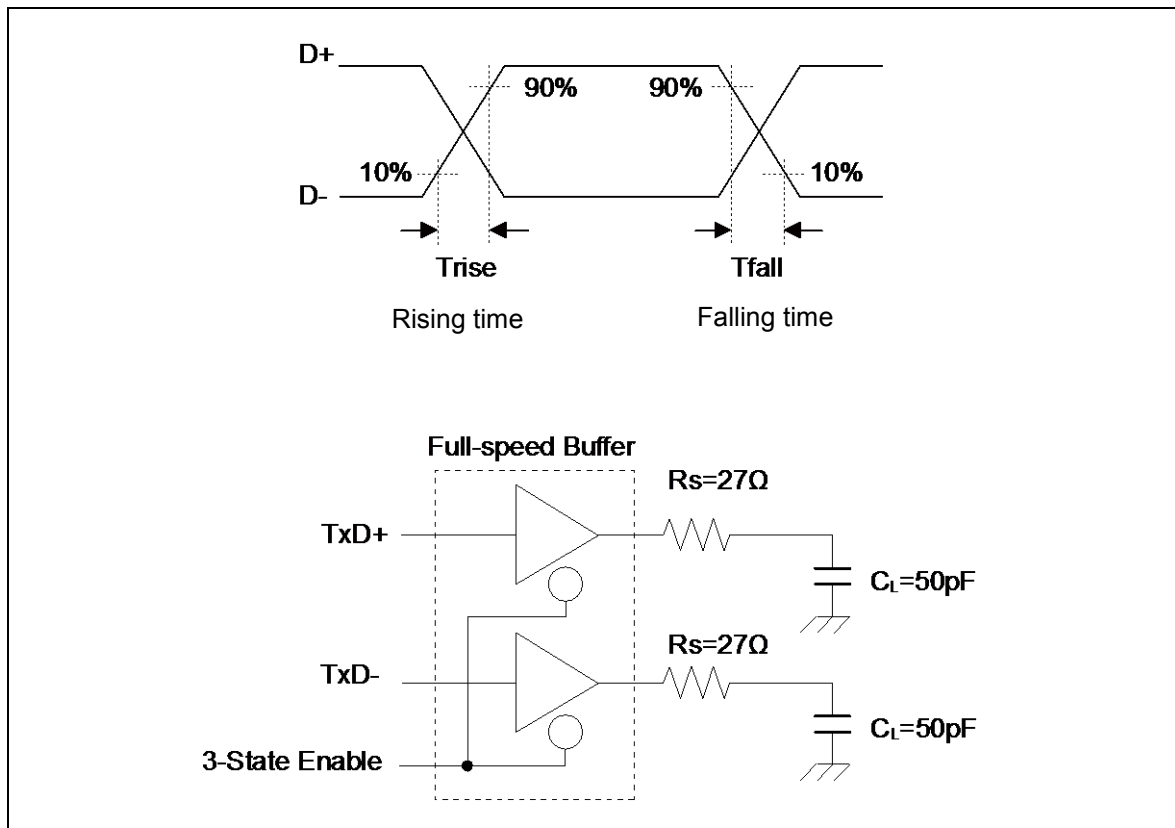 D+
90% 90%
10% 10%
D-
Trise Tfall
Rising time Falling time
Full-speed Buffer
Rs=27Ω
TxD+
CL=50pF
Rs=27Ω
TxD-
CL=50pF
3-State Enable